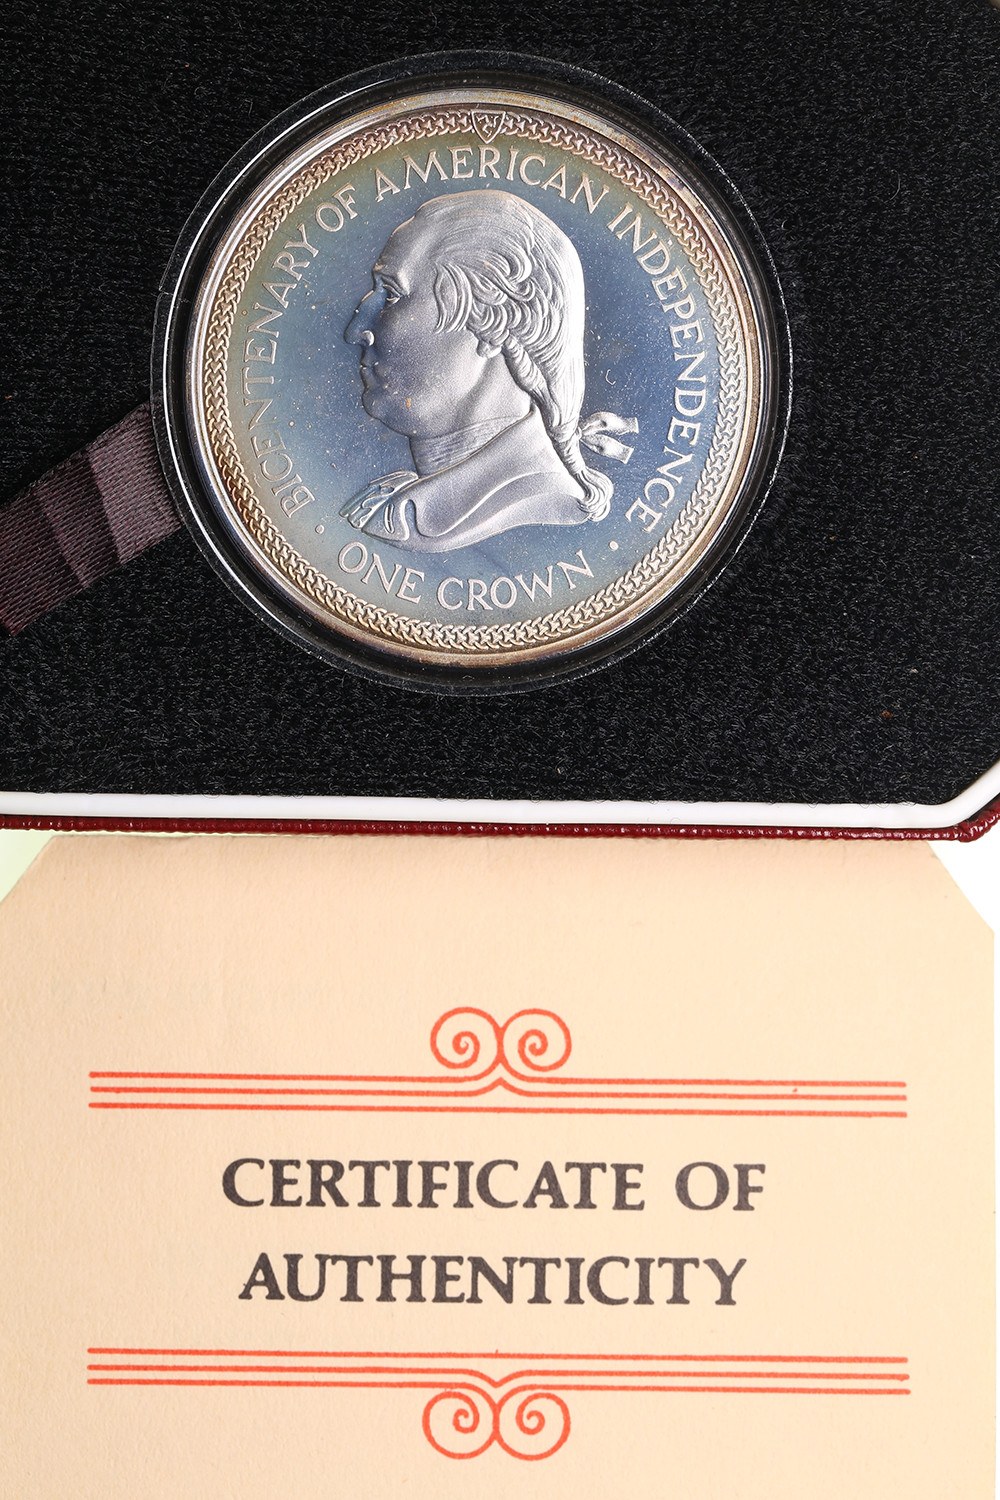 BICENTENARY OF AMERICAN INDEPENDENCE
· ONE CROWN ·
CERTIFICATE OF
AUTHENTICITY